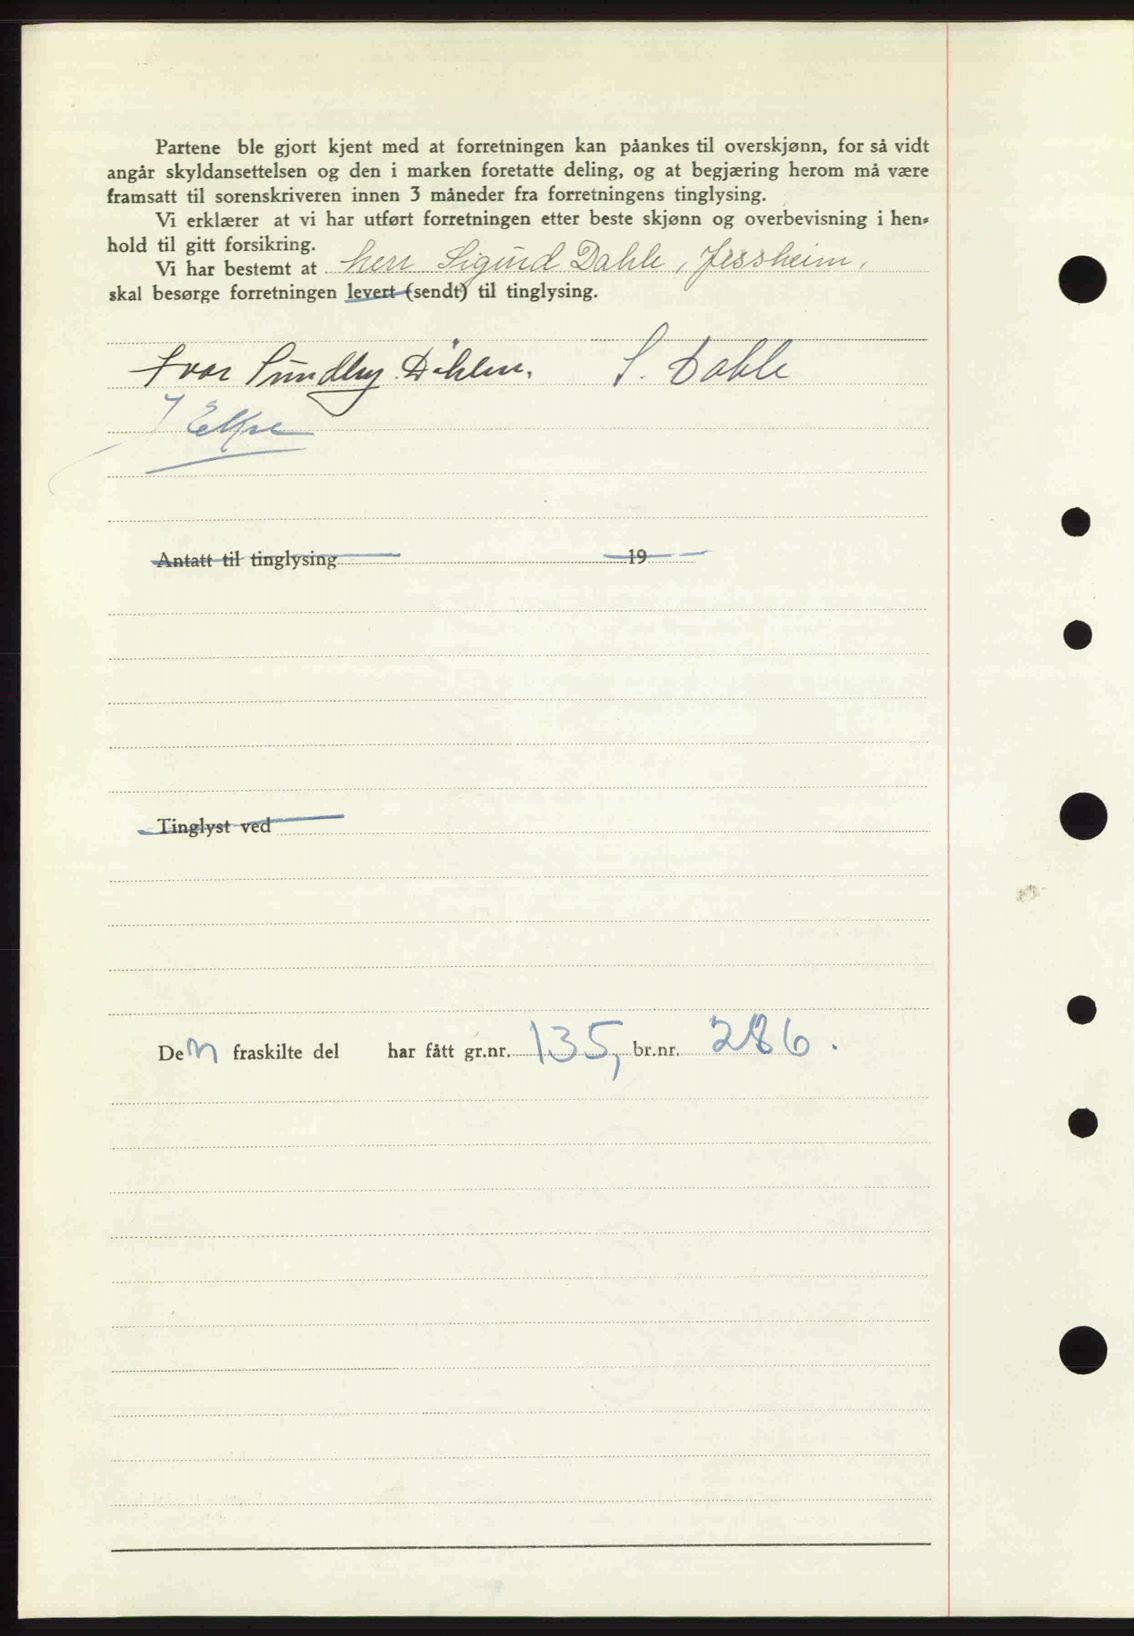 Partene ble gjort kjent med at forretningen kan påankes til overskjønn, for så vidt
angår skyldansettelsen og den i marken foretatte deling, og at begjæring herom må være
framsatt til sorenskriveren innen 3 måneder fra forretningens tinglysing.
Vi erklærer at vi har utført forretningen etter beste skjønn og overbevisning i hen-
hold til gitt forsikring.
Vi har bestemt at herr Sigurd Dahle, Jessheim,
skal besørge forretningen levert (sendt) til tinglysing.
Ivar Sundby Dahlen. S. Dahle
Antatt til tinglysing 19
Tinglyst ved
Den fraskilte del har fått gr.nr. 135, br.nr. 286.